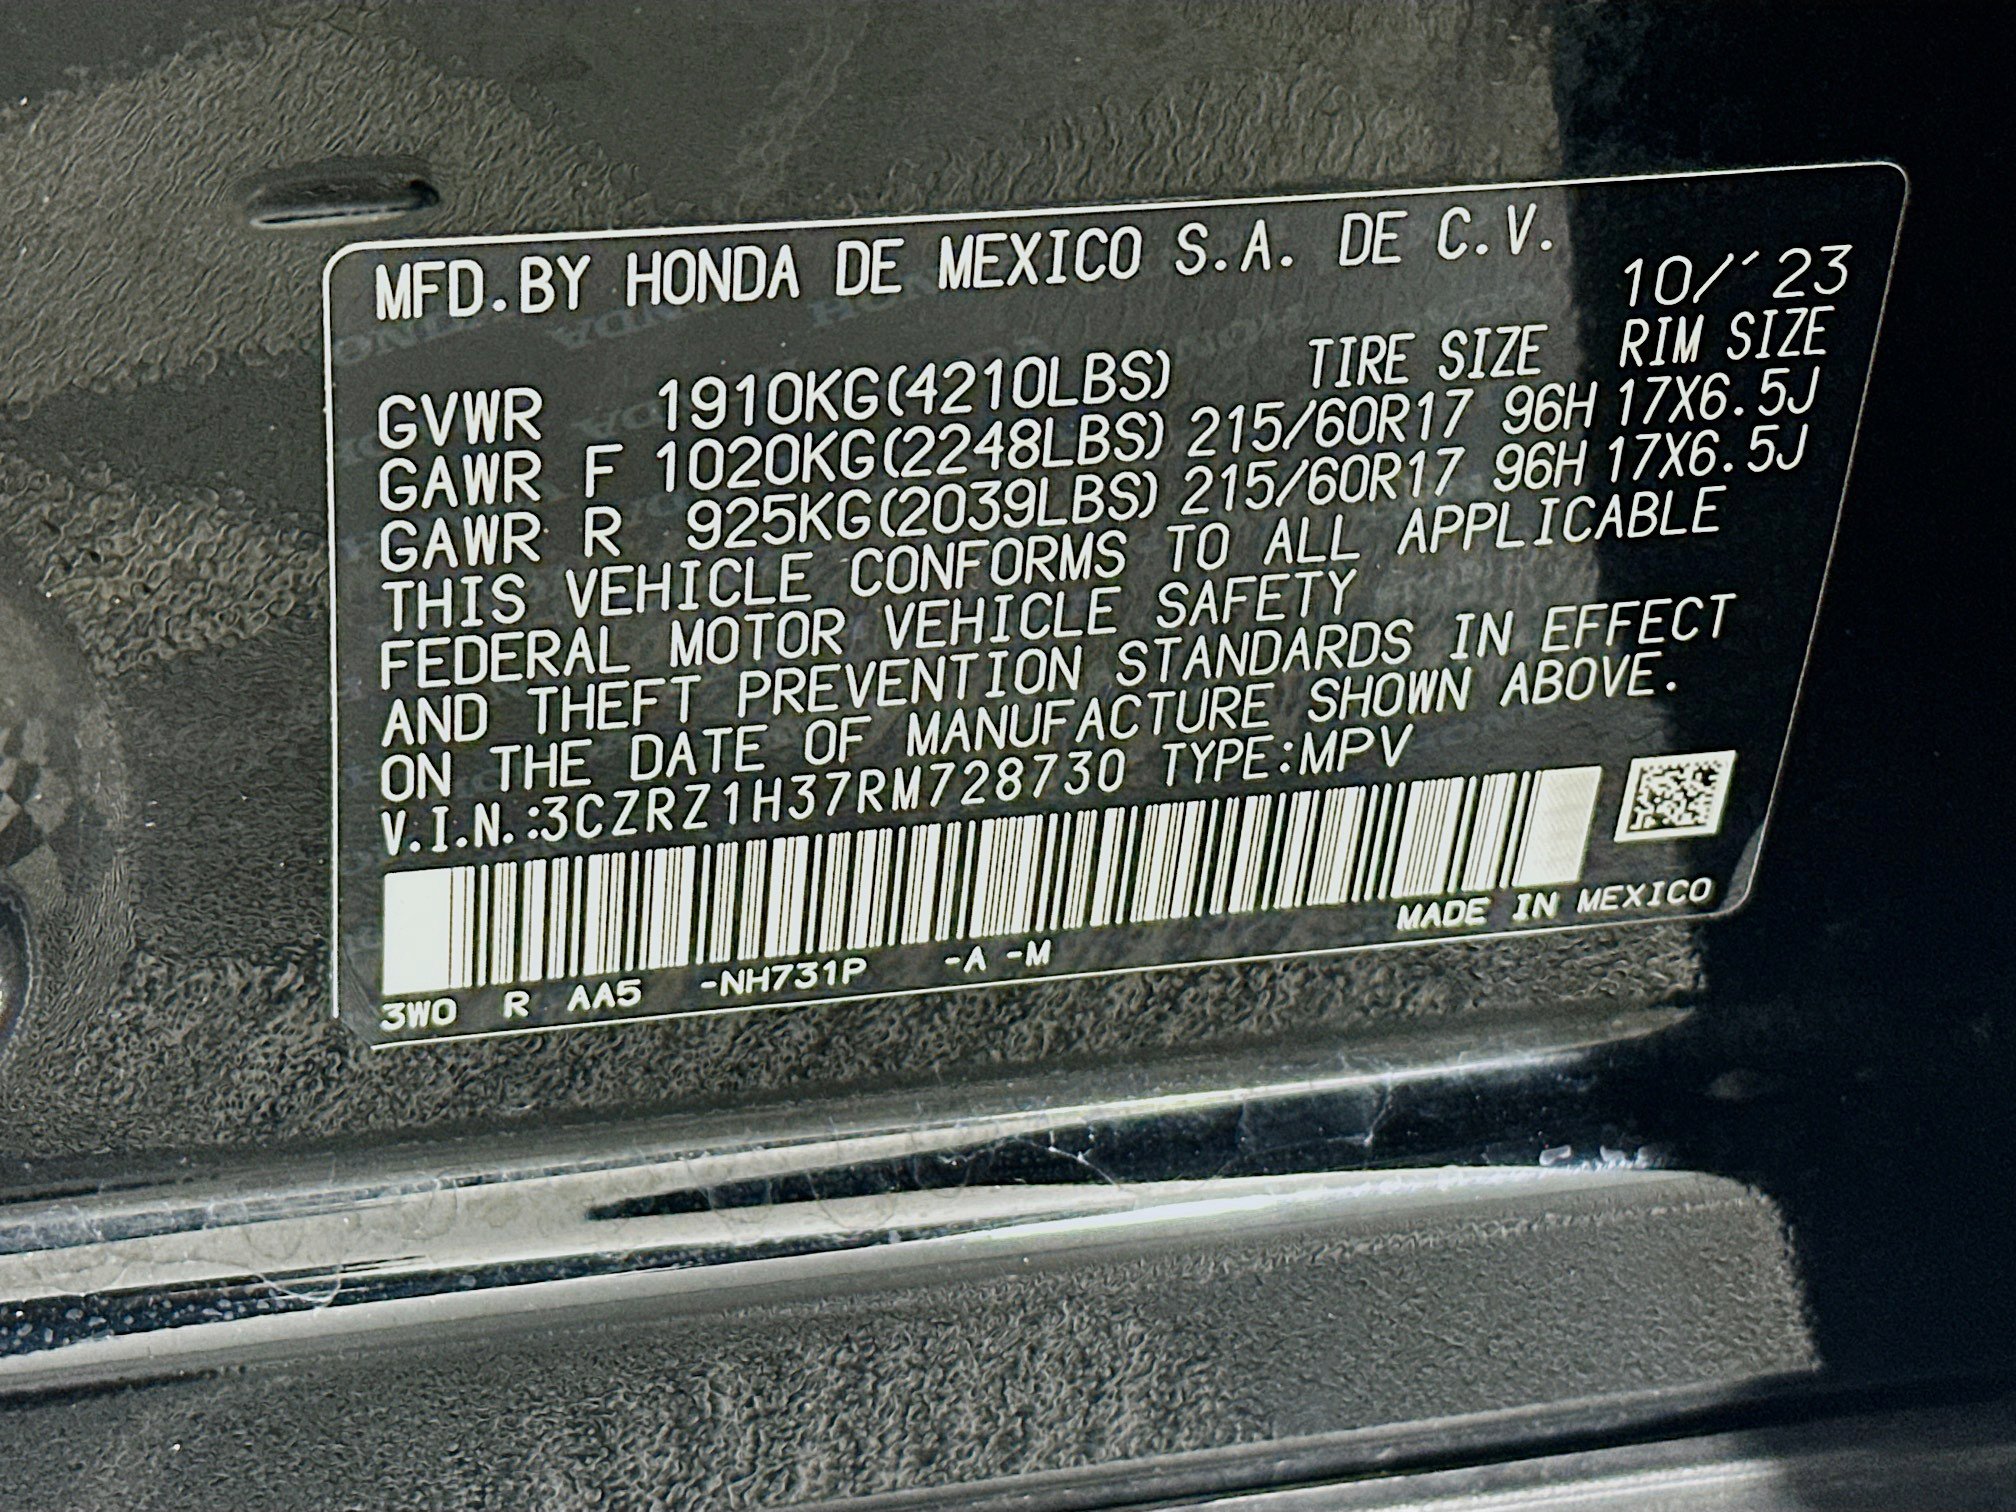 MFD.BY HONDA DE MEXICO S.A. DE C.V.
10/'23
TIRE SIZE RIM SIZE
GVWR 1910KG(4210LBS)
GAWR F 1020KG(2248LBS) 215/60R17 96H 17X6.5J
GAWR R 925KG(2039LBS) 215/60R17 96H 17X6.5J
THIS VEHICLE CONFORMS TO ALL APPLICABLE
FEDERAL MOTOR VEHICLE SAFETY
AND THEFT PREVENTION STANDARDS IN EFFECT
ON THE DATE OF MANUFACTURE SHOWN ABOVE.
V.I.N.:3CZRZ1H37RM728730 TYPE:MPV
MADE IN MEXICO
3W0 R AA5 -NH731P -A -M